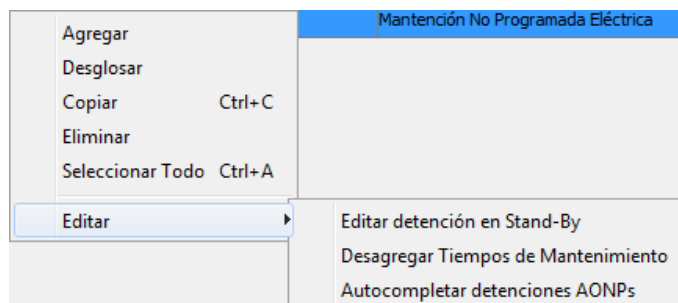 Mantención No Programada Eléctrica
Agregar
Desglosar
Copiar Ctrl+C
Eliminar
Seleccionar Todo Ctrl+A
Editar
Editar detención en Stand-By
Desagregar Tiempos de Mantenimiento
Autocompletar detenciones AONPs